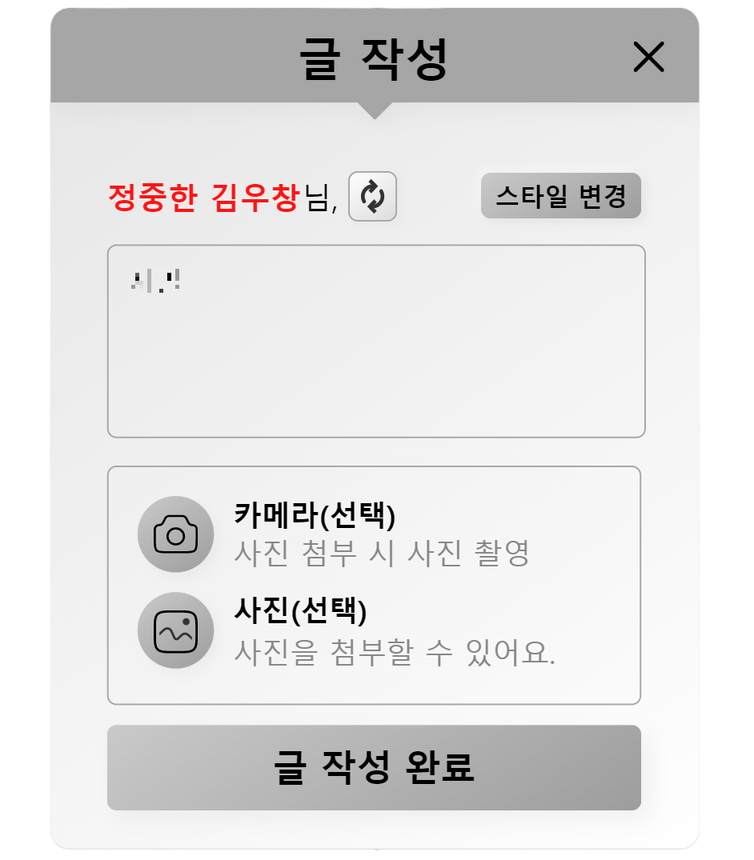 글 작성
정중한 김우창님,
스타일 변경
카메라(선택)
사진 첨부 시 사진 촬영
사진(선택)
사진을 첨부할 수 있어요.
글 작성 완료